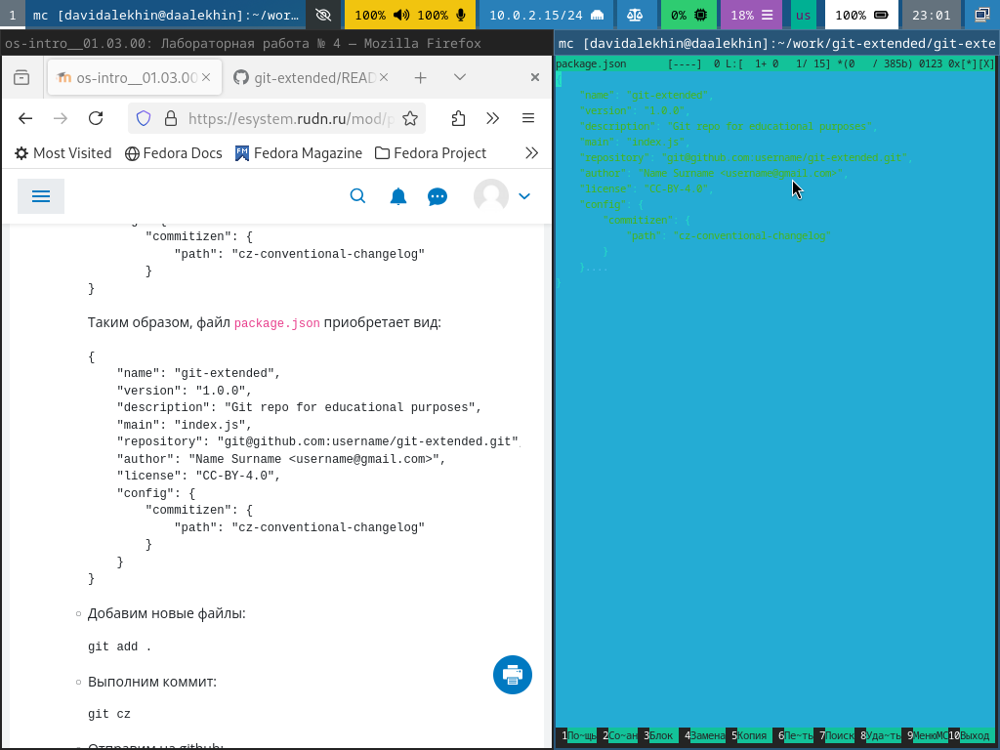 1 mc [davidalekhin@daalekhin]:~/wor… 100% 100% 10.0.2.15/24 0% 18% us 100% 23:01
os-intro__01.03.00: Лабораторная работа № 4 — Mozilla Firefox
os-intro__01.03.00 git-extended/READ
https://esystem.rudn.ru/mod/p
Most Visited Fedora Docs Fedora Magazine Fedora Project
"commitizen": {
"path": "cz-conventional-changelog"
}
}
Таким образом, файл package.json приобретает вид:
{
"name": "git-extended",
"version": "1.0.0",
"description": "Git repo for educational purposes",
"main": "index.js",
"repository": "git@github.com:username/git-extended.git",
"author": "Name Surname <username@gmail.com>",
"license": "CC-BY-4.0",
"config": {
"commitizen": {
"path": "cz-conventional-changelog"
}
}
}
Добавим новые файлы:
git add .
Выполним коммит:
git cz
Отправим на github:
mc [davidalekhin@daalekhin]:~/work/git-extended/git-exte
package.json [----] 0 L:[ 1+ 0 1/ 15] *(0 / 385b) 0123 0x[*][X]
"name": "git-extended",
"version": "1.0.0",
"description": "Git repo for educational purposes",
"main": "index.js",
"repository": "git@github.com:username/git-extended.git",
"author": "Name Surname <username@gmail.com>",
"license": "CC-BY-4.0",
"config": {
"commitizen": {
"path": "cz-conventional-changelog"
}
}....
}
1По~щь 2Со~ан 3Блок 4Замена 5Копия 6Пе~ть 7Поиск 8Уда~ть 9МенюMC 10Выход